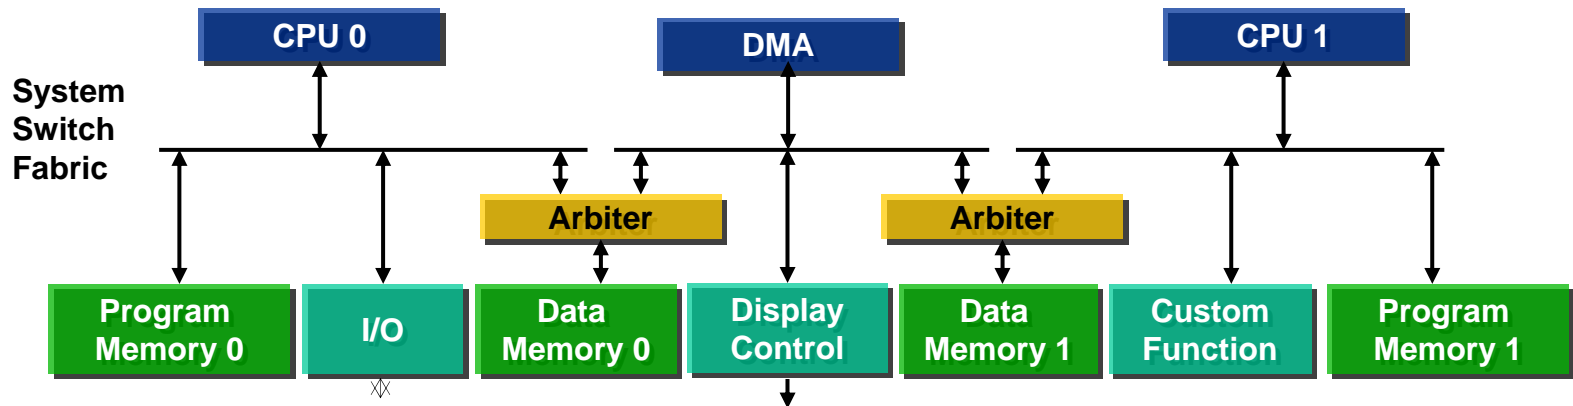 CPU 0
DMA
CPU 1
System
Switch
Fabric
Arbiter
Arbiter
Program
Memory 0
I/O
Data
Memory 0
Display
Control
Data
Memory 1
Custom
Function
Program
Memory 1